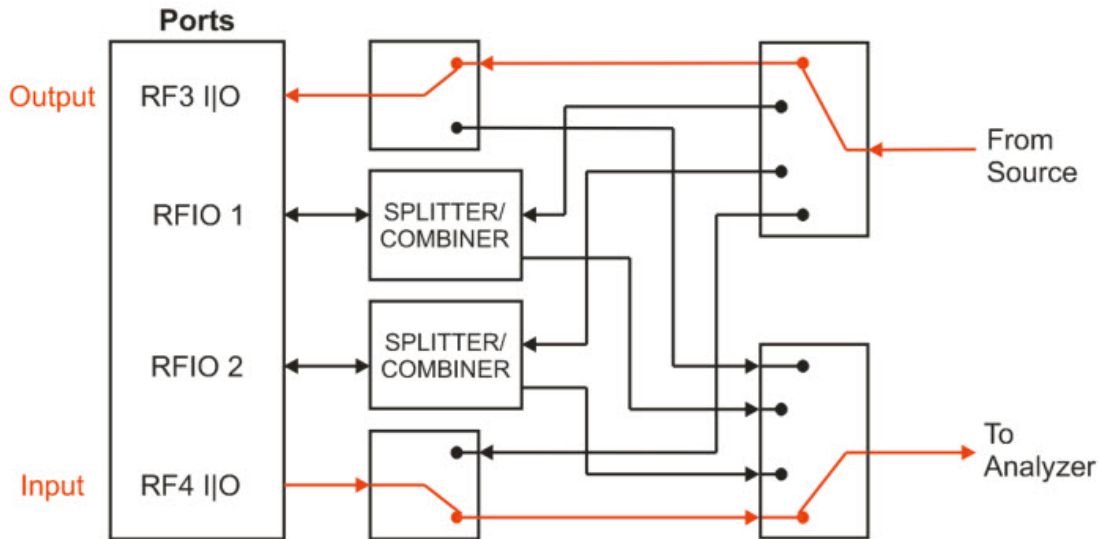 Ports
Output
RF3 I|O
From
Source
RFIO 1
SPLITTER/
COMBINER
RFIO 2
SPLITTER/
COMBINER
To
Analyzer
Input
RF4 I|O